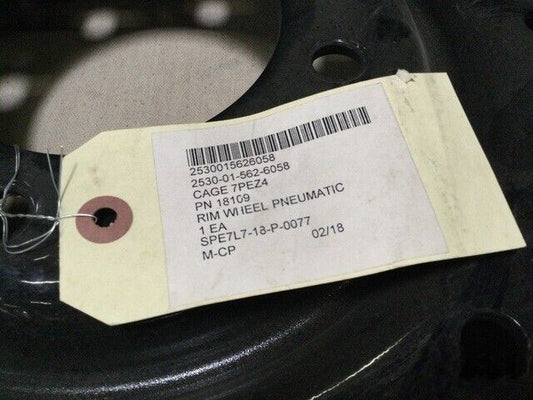 2530015626058
2530-01-562-6058
CAGE 7PEZ4
PN 18109
RIM WHEEL PNEUMATIC
1 EA
SPE7L7-18-P-0077
M-CP 02/18